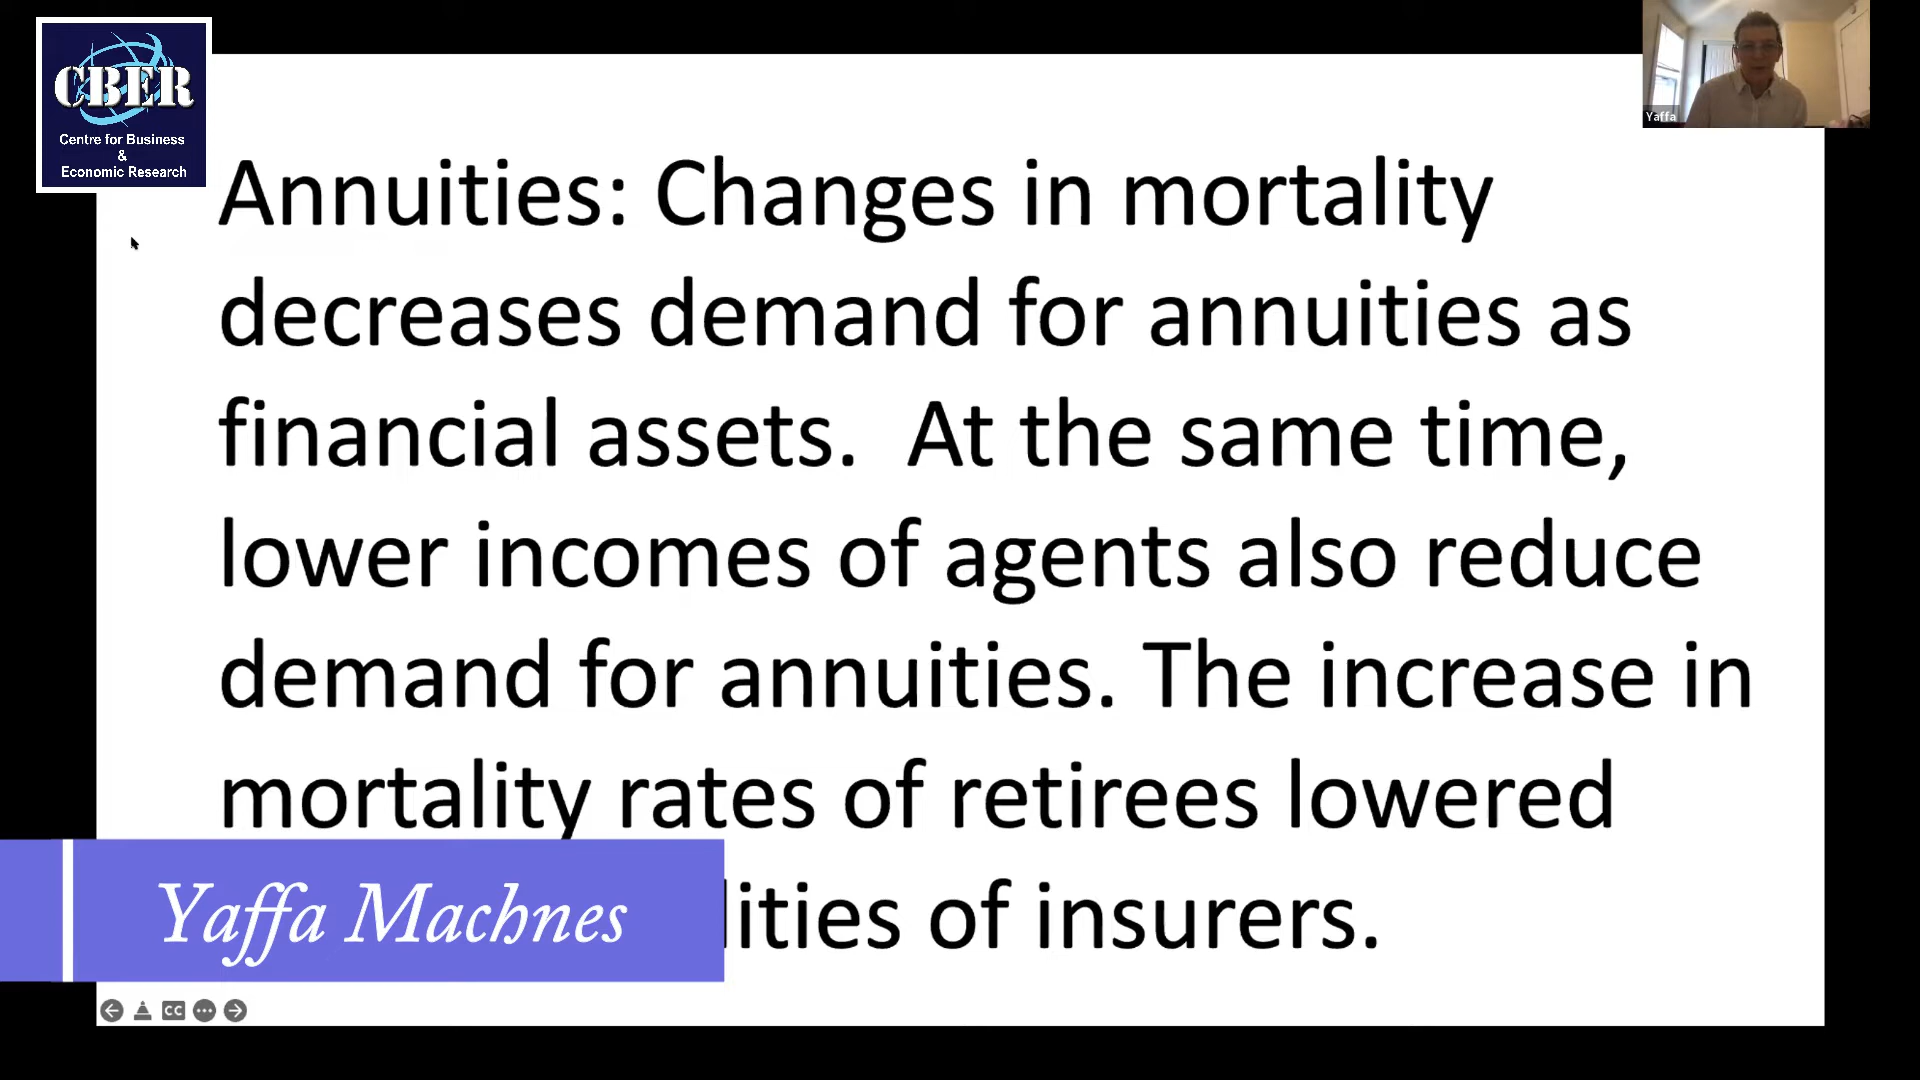 CBER
Centre for Business
&
Economic Research
Yaffa
Annuities: Changes in mortality
decreases demand for annuities as
financial assets. At the same time,
lower incomes of agents also reduce
demand for annuities. The increase in
mortality rates of retirees lowered
of insurers.
Yaffa Machnes
CC